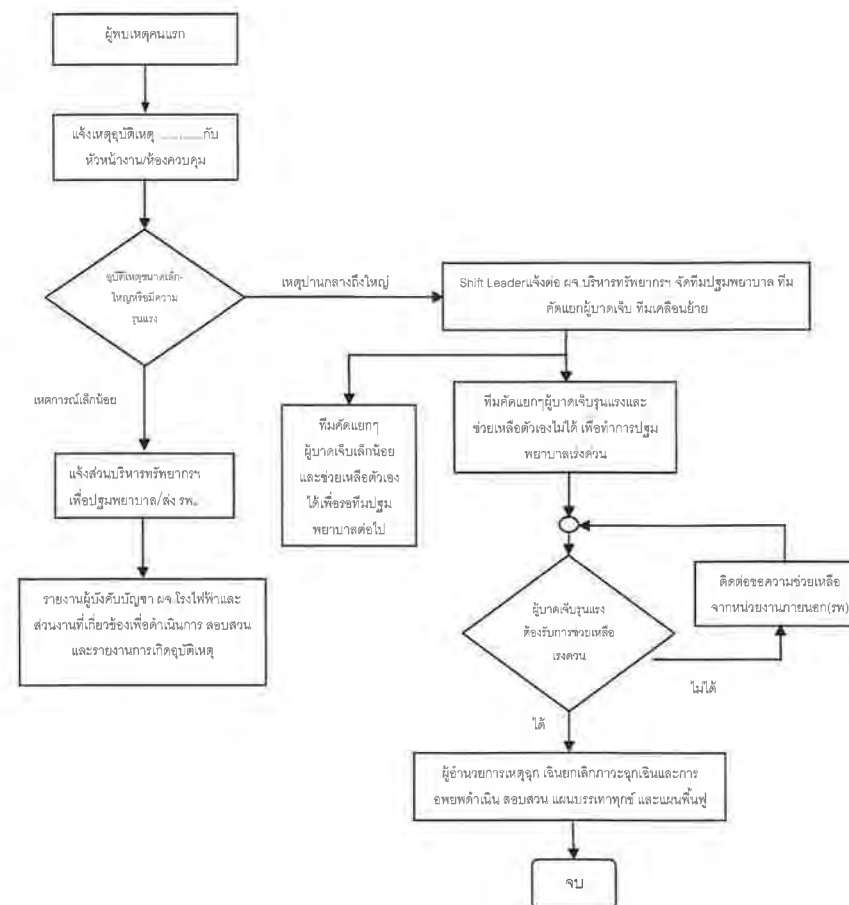 ผู้พบเหตุคนแรก
แจ้งเหตุอุบัติเหตุ ............กับ
หัวหน้างาน/ห้องควบคุม
อุบัติเหตุขนาดเล็ก-
ใหญ่หรือมีความ
รุนแรง
เหตุปานกลางถึงใหญ่
Shift Leaderแจ้งต่อ ผจ.บริหารทรัพยากรฯ จัดทีมปฐมพยาบาล ทีม
คัดแยกผู้บาดเจ็บ ทีมเคลื่อนย้าย
เหตการณ์เล็กน้อย
แจ้งส่วนบริหารทรัพยากรฯ
เพื่อปฐมพยาบาล/ส่ง รพ..
รายงานผู้บังคับบัญชา ผจ.โรงไฟฟ้าและ
ส่วนงานที่เกี่ยวข้องเพื่อดำเนินการ สอบสวน
และรายงานการเกิดอุบัติเหตุ
ทีมคัดแยกๆ
ผู้บาดเจ็บเล็กน้อย
และช่วยเหลือตัวเอง
ได้เพื่อรอทีมปฐม
พยาบาลต่อไป
ทีมคัดแยกๆผู้บาดเจ็บรุนแรงและ
ช่วยเหลือตัวเองไม่ได้ เพื่อทำการปฐม
พยาบาลเร่งด่วน
ติดต่อขอความช่วยเหลือ
จากหน่วยงานภายนอก(รพ)
ผู้บาดเจ็บรุนแรง
ต้องรับการช่วยเหลือ
เรงดวน
ไม่ได้
ได้
ผู้อำนวยการเหตุฉุก เฉินยกเลิกภาวะฉุกเฉินและการ
อพยพดำเนิน สอบสวน แผนบรรเทาทุกข์ และแผนฟื้นฟู
จบ